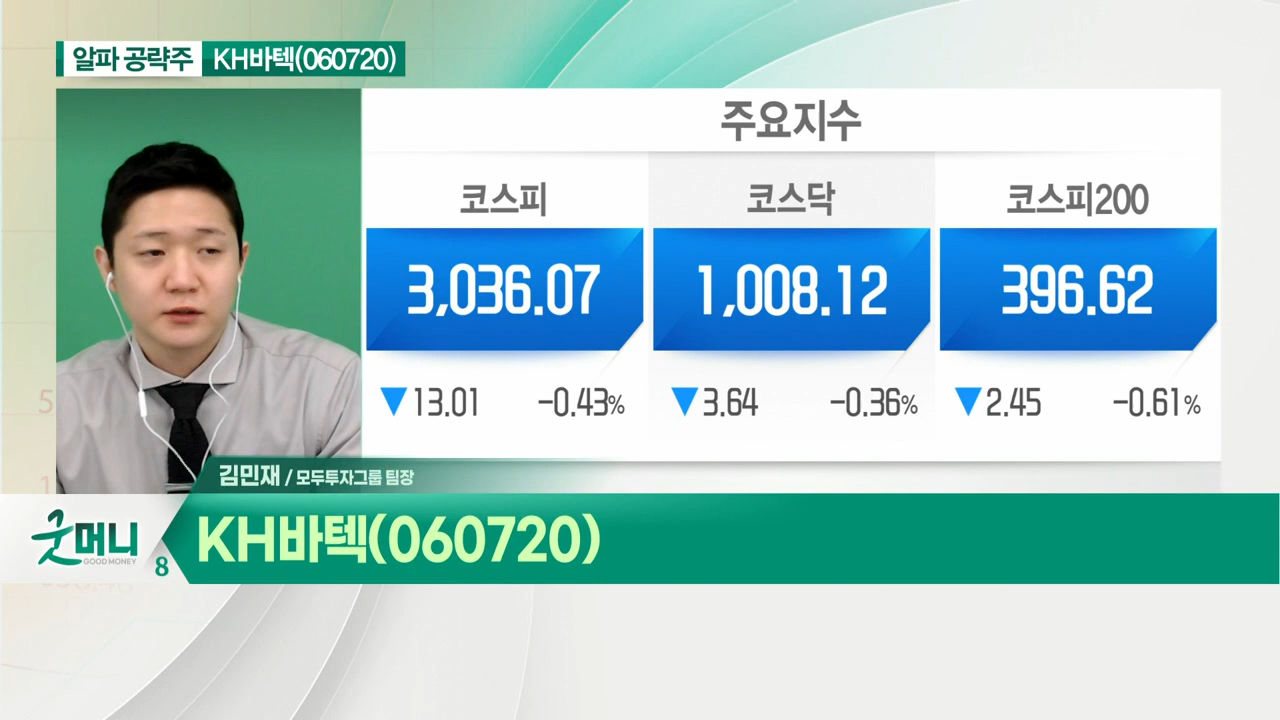 알파 공략주 KH바텍(060720)
주요지수
코스피 코스닥 코스피200
3,036.07 1,008.12 396.62
▼13.01 -0.43% ▼3.64 -0.36% ▼2.45 -0.61%
김민재 / 모두투자그룹 팀장
KH바텍(060720)
굿머니
GOOD MONEY
8